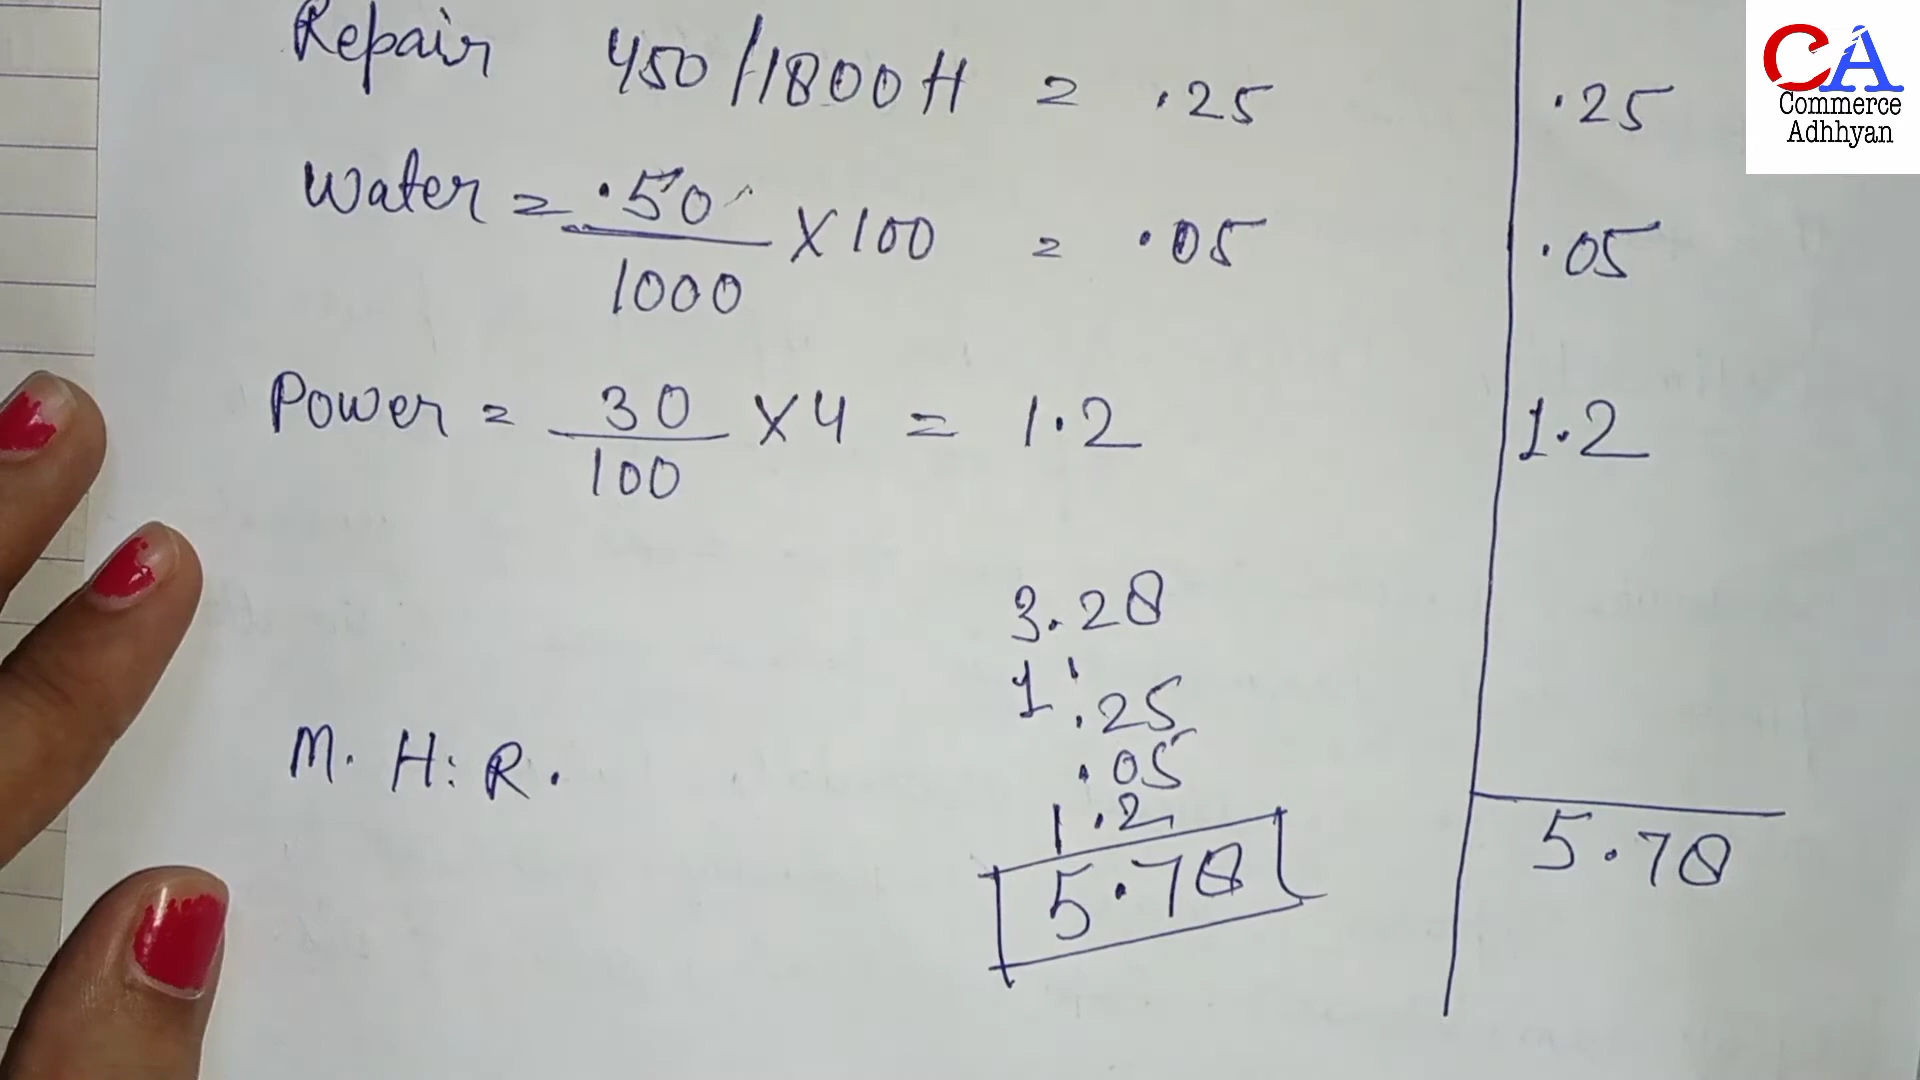 Repair 450/1800H = .25 .25
Water = .50/1000 X 100 = .05 .05
Power = 30/100 X 4 = 1.2 1.2
3.28
1
.25
.05
1.2
M. H: R.
5.78 5.78
CA
Commerce
Adhhyan